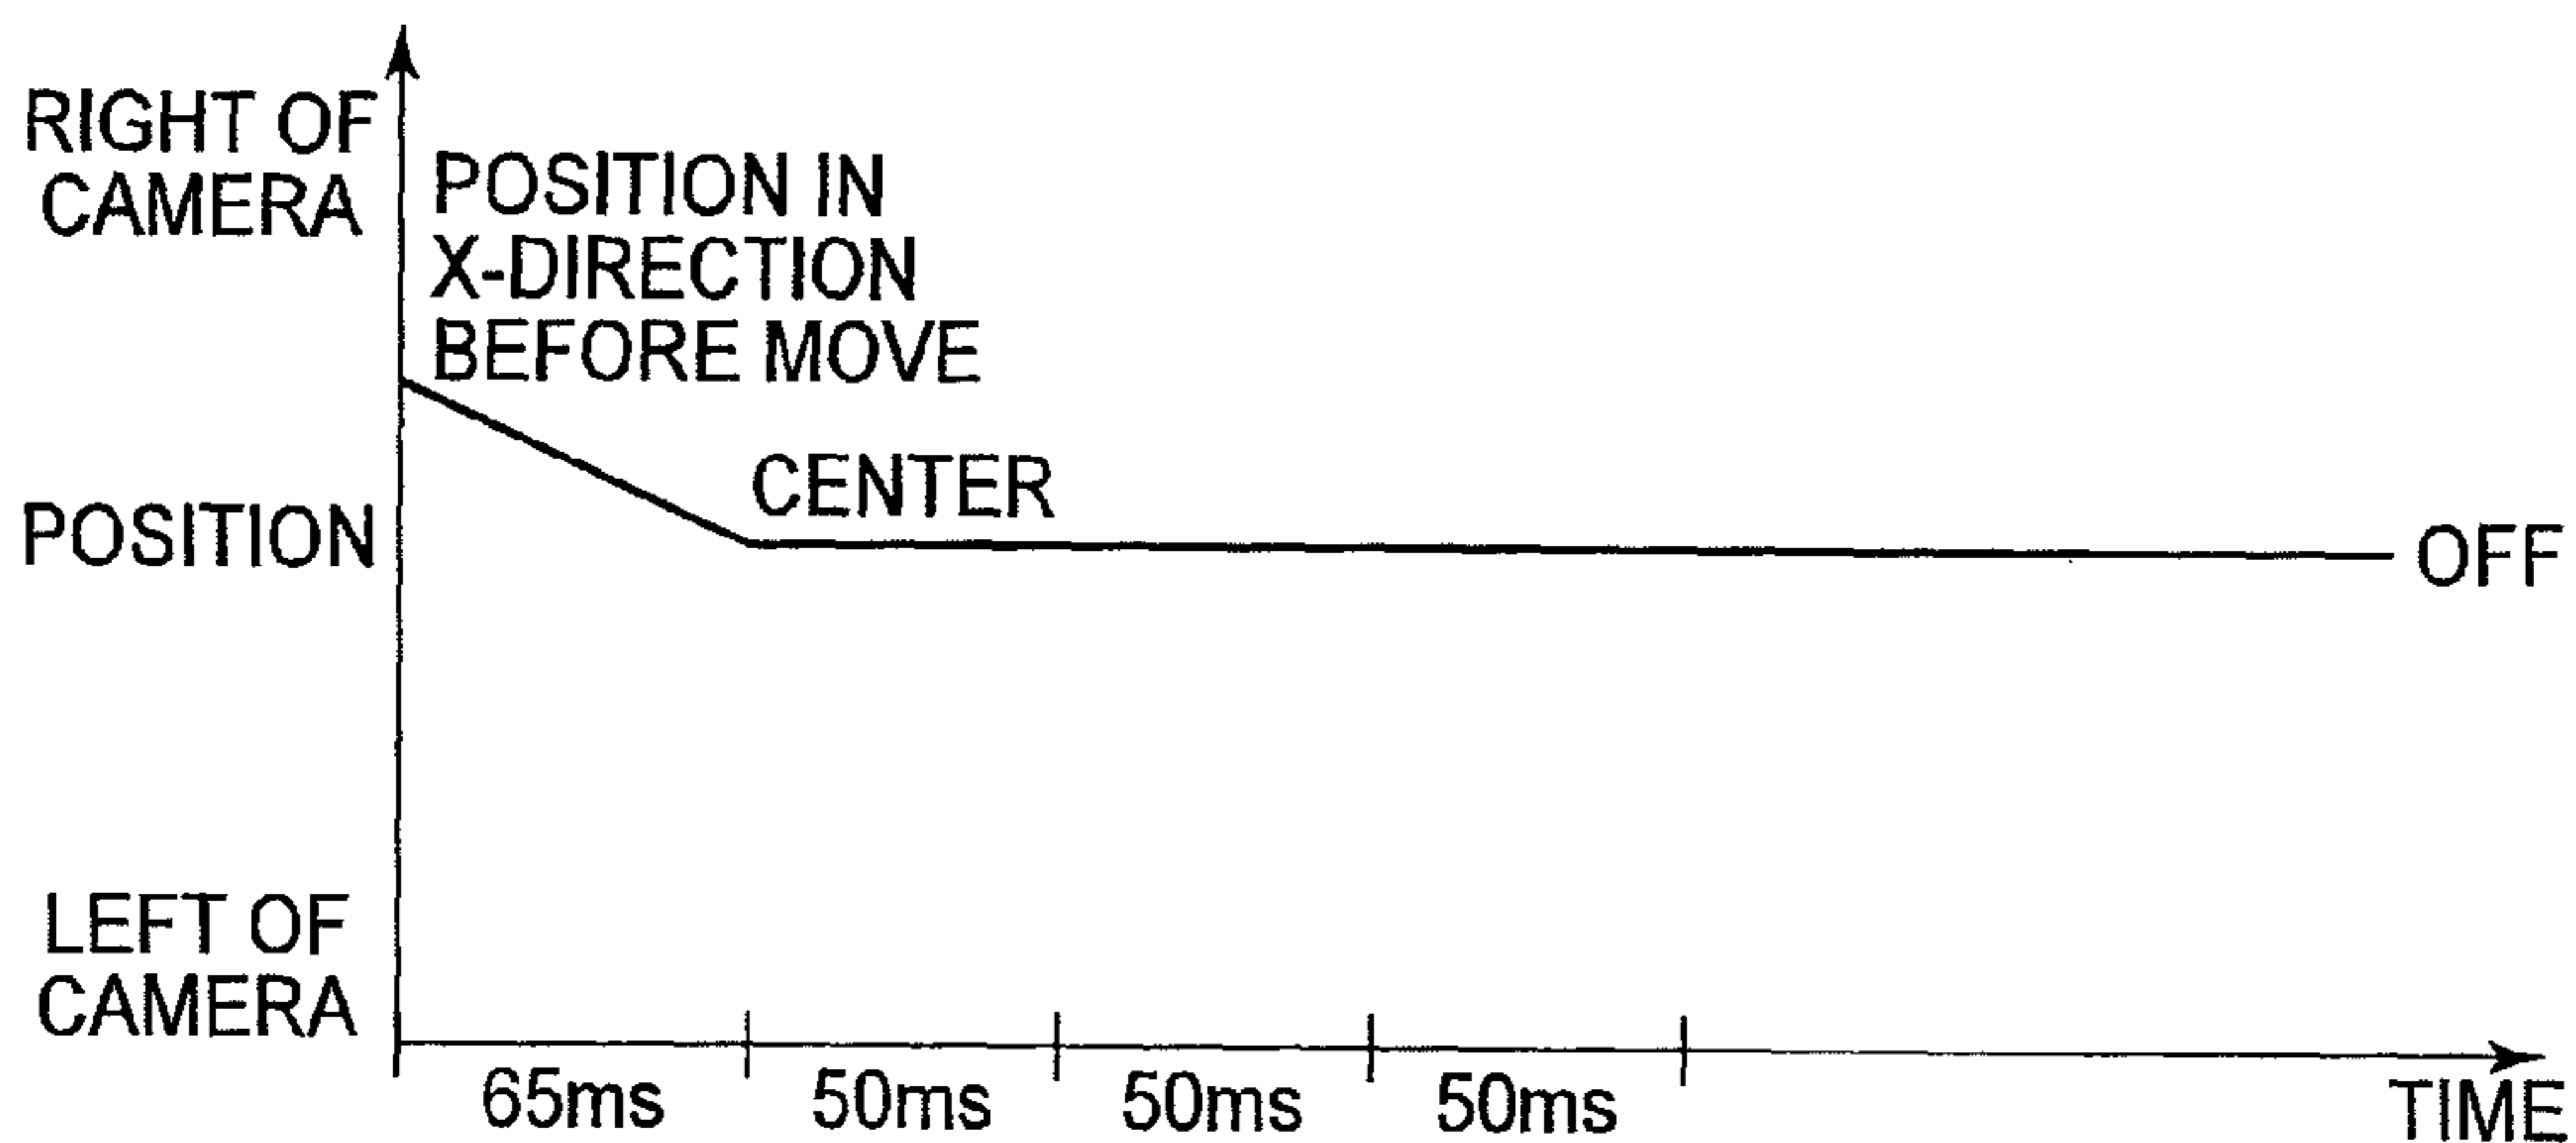 RIGHT OF
CAMERA
POSITION IN
X-DIRECTION
BEFORE MOVE
CENTER
POSITION
OFF
LEFT OF
CAMERA
65ms
50ms
50ms
50ms
TIME